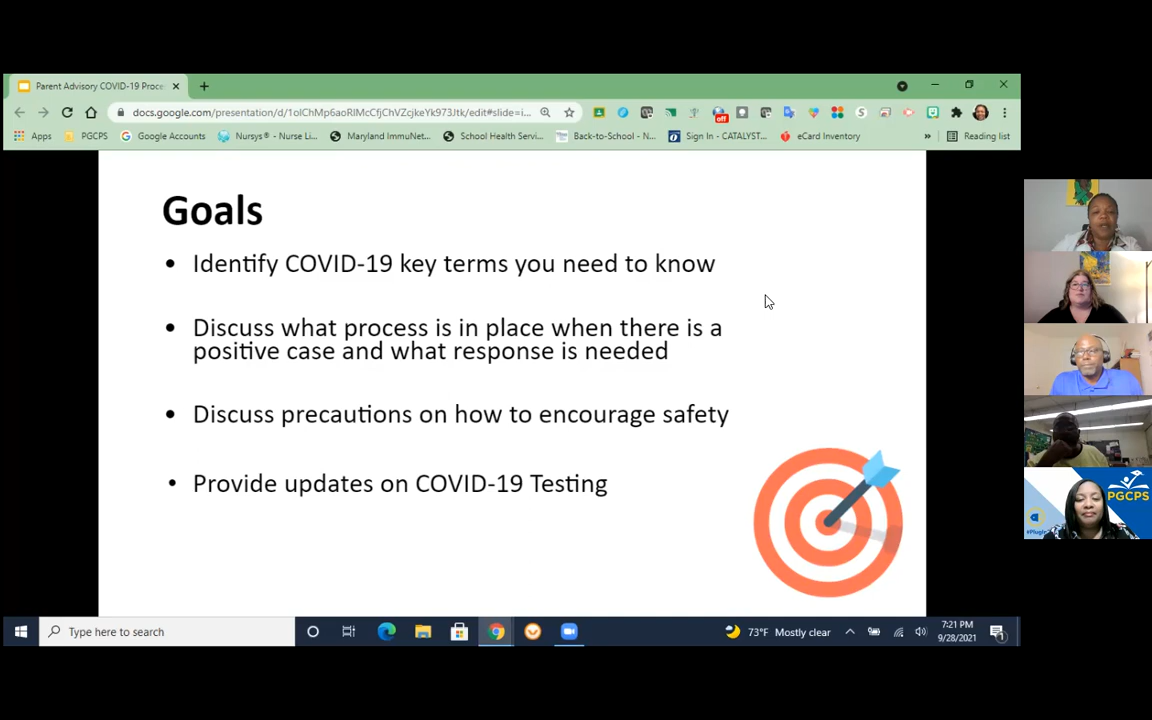 Parent Advisory COVID-19 Proce
docs.google.com/presentation/d/1olChMp6aoRlMcCfjChVZcjkeYk973Jtk/edit#slide=i...
off
Apps
PGCPS
Google Accounts
Nursys® - Nurse Li...
Maryland ImmuNet...
School Health Servi...
Back-to-School - N...
Sign In - CATALYST...
eCard Inventory
»
Reading list
Goals
• Identify COVID-19 key terms you need to know
• Discuss what process is in place when there is a
positive case and what response is needed
• Discuss precautions on how to encourage safety
• Provide updates on COVID-19 Testing
PGCPS
Type here to search
73°F Mostly clear
7:21 PM
9/28/2021
1